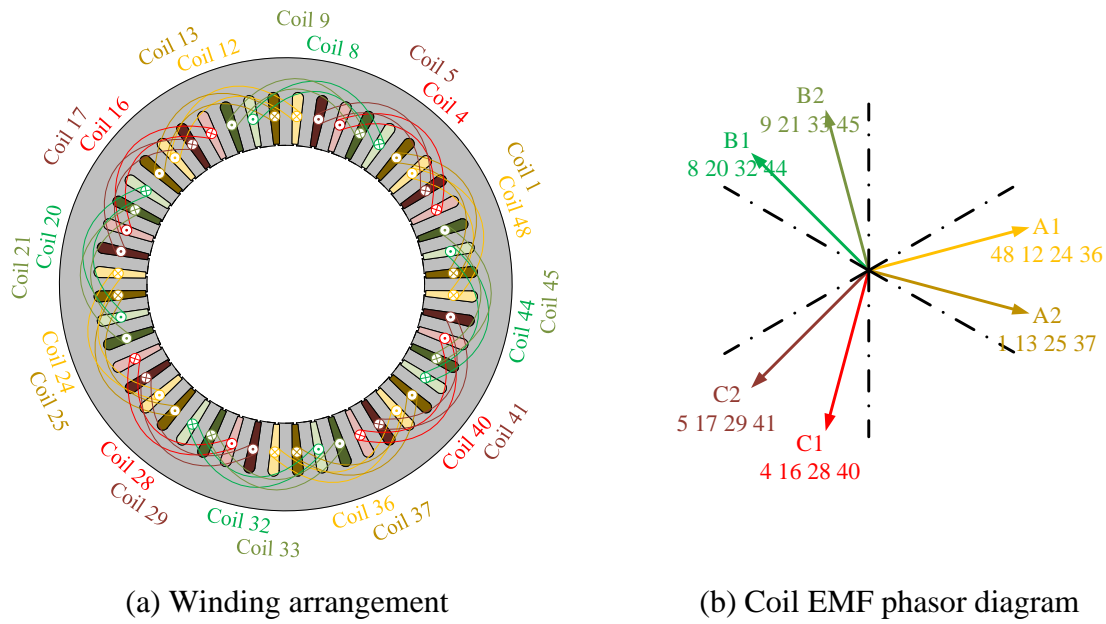 Coil 9
Coil 8
Coil 13
Coil 12
Coil 5
Coil 4
Coil 17
Coil 16
Coil 1
Coil 48
Coil 21
Coil 20
Coil 45
Coil 44
Coil 24
Coil 25
Coil 40
Coil 41
Coil 28
Coil 29
Coil 36
Coil 37
Coil 32
Coil 33
B2
9 21 33 45
B1
8 20 32 44
A1
48 12 24 36
A2
1 13 25 37
C2
5 17 29 41
C1
4 16 28 40
(a) Winding arrangement
(b) Coil EMF phasor diagram